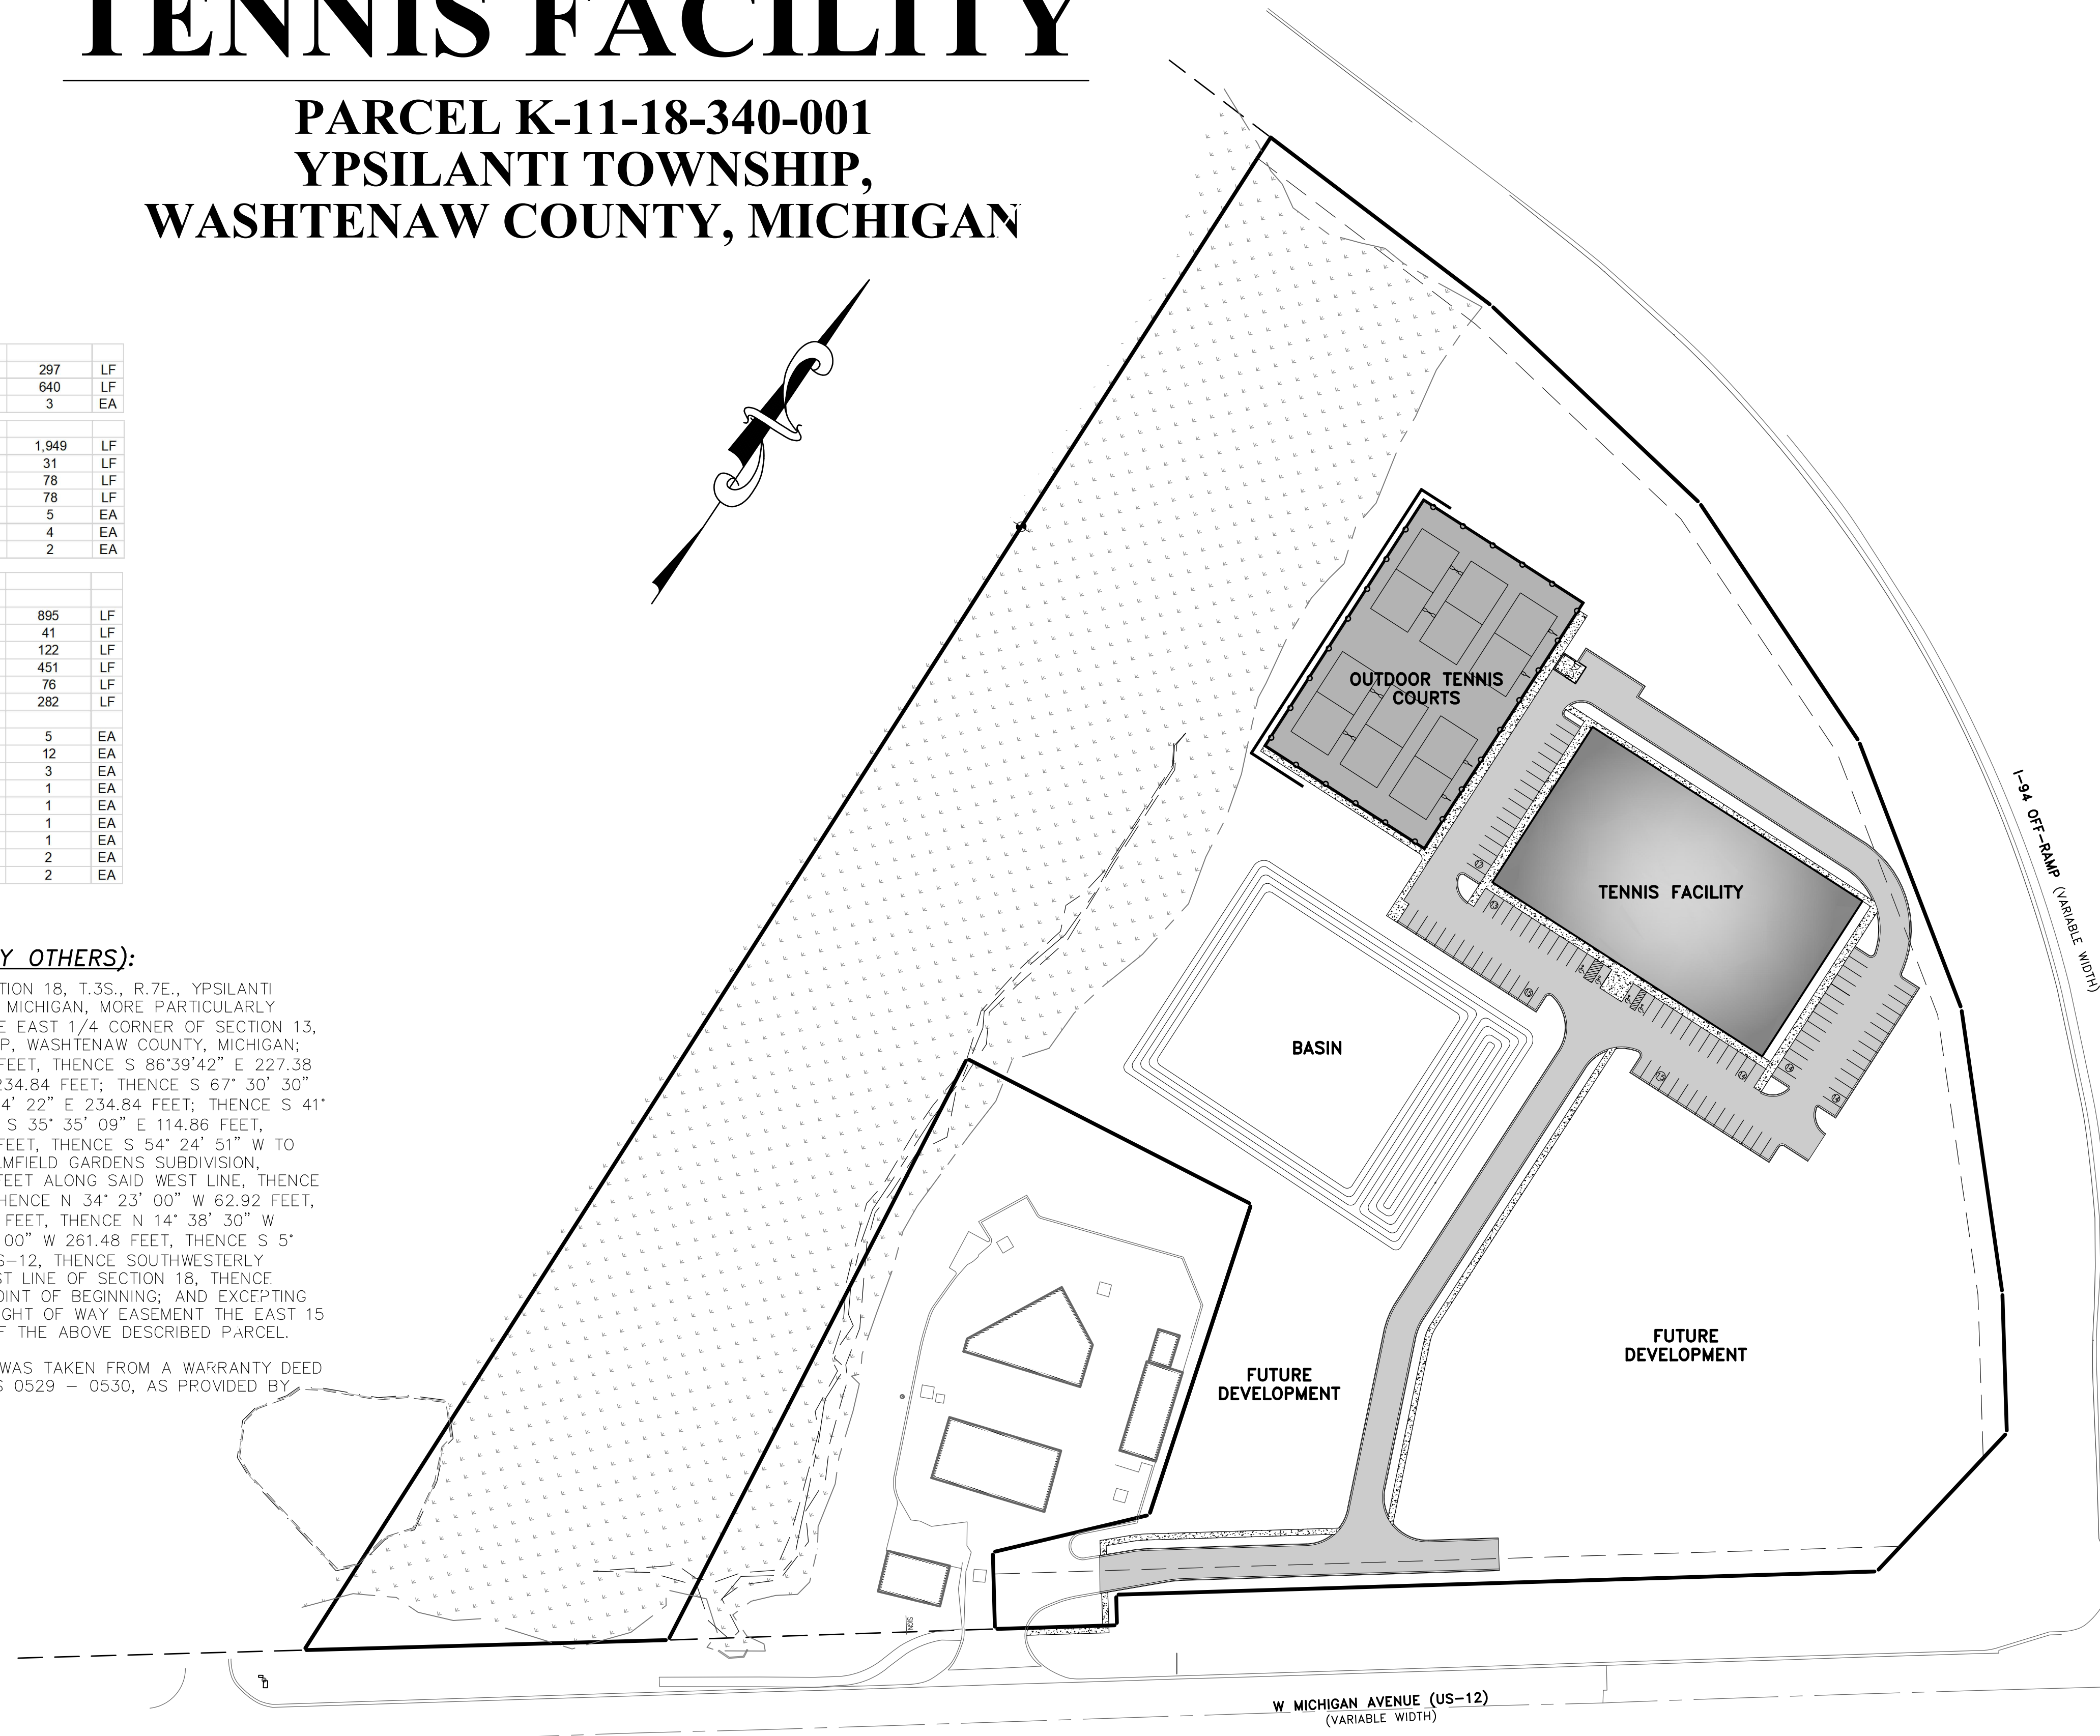 TENNIS FACILITY
PARCEL K-11-18-340-001
YPSILANTI TOWNSHIP,
WASHTENAW COUNTY, MICHIGAN
297 LF
640 LF
3 EA
1,949 LF
31 LF
78 LF
78 LF
5 EA
4 EA
2 EA
895 LF
41 LF
122 LF
451 LF
76 LF
282 LF
5 EA
12 EA
3 EA
1 EA
1 EA
1 EA
1 EA
2 EA
2 EA
Y OTHERS):
TION 18, T.3S., R.7E., YPSILANTI
MICHIGAN, MORE PARTICULARLY
E EAST 1/4 CORNER OF SECTION 13,
P, WASHTENAW COUNTY, MICHIGAN;
FEET, THENCE S 86°39'42" E 227.38
234.84 FEET; THENCE S 67° 30' 30"
4' 22" E 234.84 FEET; THENCE S 41°
S 35° 35' 09" E 114.86 FEET,
FEET, THENCE S 54° 24' 51" W TO
LMFIELD GARDENS SUBDIVISION,
FEET ALONG SAID WEST LINE, THENCE
HENCE N 34° 23' 00" W 62.92 FEET,
FEET, THENCE N 14° 38' 30" W
00" W 261.48 FEET, THENCE S 5°
S-12, THENCE SOUTHWESTERLY
ST LINE OF SECTION 18, THENCE
OINT OF BEGINNING; AND EXCEPTING
GHT OF WAY EASEMENT THE EAST 15
F THE ABOVE DESCRIBED PARCEL.
WAS TAKEN FROM A WARRANTY DEED
S 0529 - 0530, AS PROVIDED BY
OUTDOOR TENNIS
COURTS
TENNIS FACILITY
I-94 OFF-RAMP (VARIABLE WIDTH)
BASIN
FUTURE
DEVELOPMENT
FUTURE
DEVELOPMENT
SIGN
W MICHIGAN AVENUE (US-12)
(VARIABLE WIDTH)